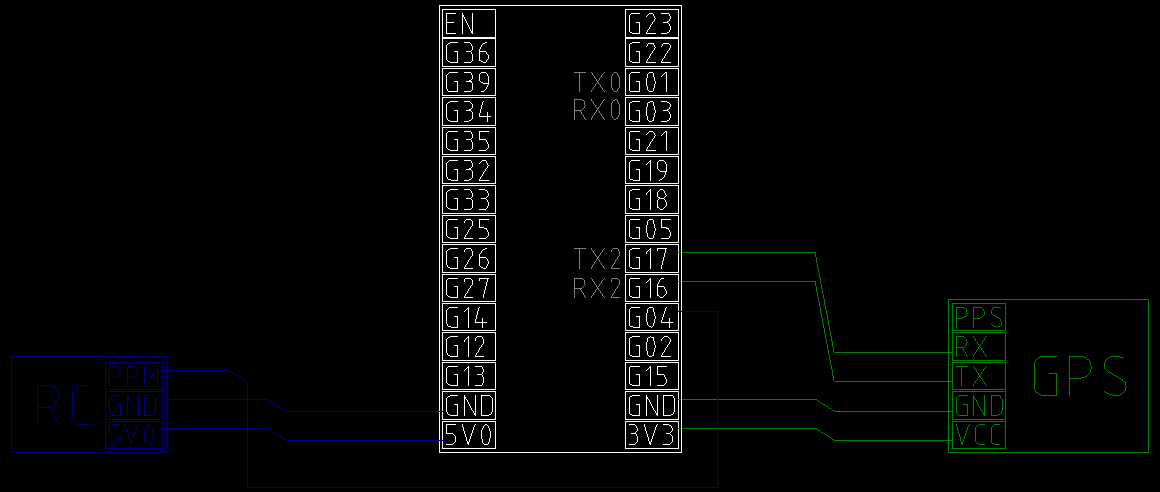 EN G23
G36 G22
G39 TX0 G01
G34 RX0 G03
G35 G21
G32 G19
G33 G18
G25 G05
G26 TX2 G17
G27 RX2 G16
G14 G04
G12 G02
G13 G15
GND GND
5V0 3V3
RC
PPM
GND
5V0
PPS
RX
TX
GND
VCC
GPS